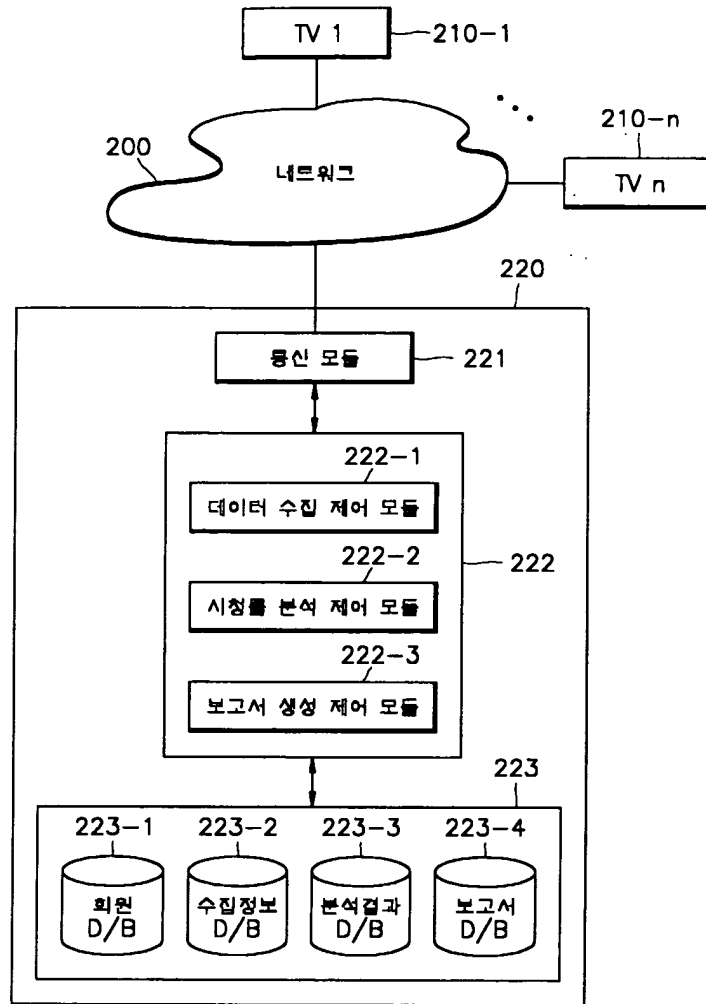 TV 1
210-1
210-n
TV n
200
네트워크
220
통신 모듈
221
222-1
데이터 수집 제어 모듈
222-2
시청률 분석 제어 모듈
222
222-3
보고서 생성 제어 모듈
223
223-1
223-2
223-3
223-4
회원
D/B
수집정보
D/B
분석결과
D/B
보고서
D/B